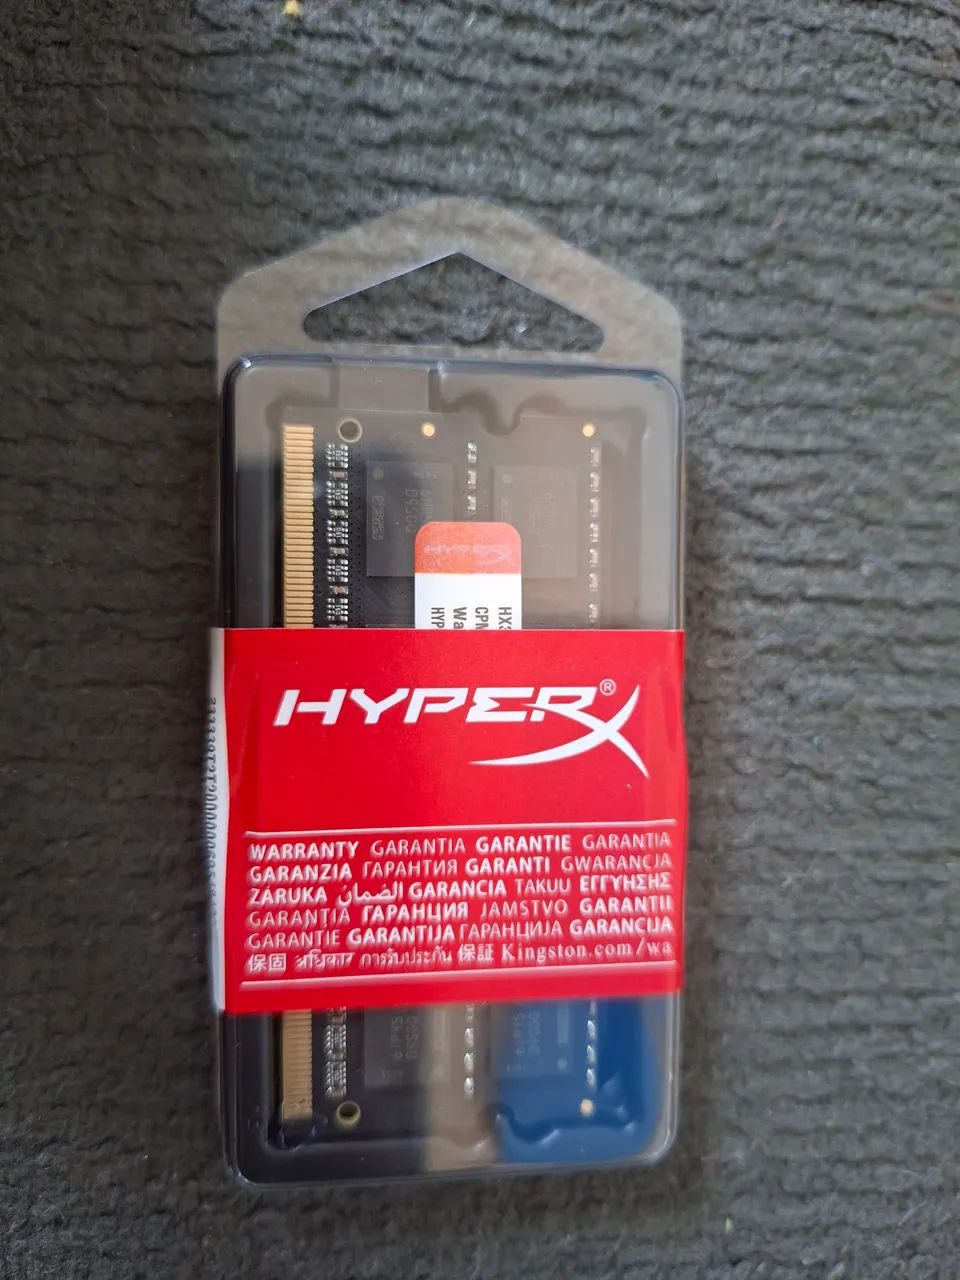 HYPERX®
WARRANTY GARANTIA GARANTIE GARANTIA
GARANZIA ГАРАНТИЯ GARANTI GWARANCJA
ZÁRUKA الضمان GARANCIA TAKUU ΕΓΓΥΗΣΗΣ
GARANȚIA ГАРАНЦИЯ JAMSTVO GARANTII
GARANTIE GARANTIJA ГАРАНЦИЈА GARANCIJA
保固 अधिकार การรับประกัน 保証 Kingston.com/wa